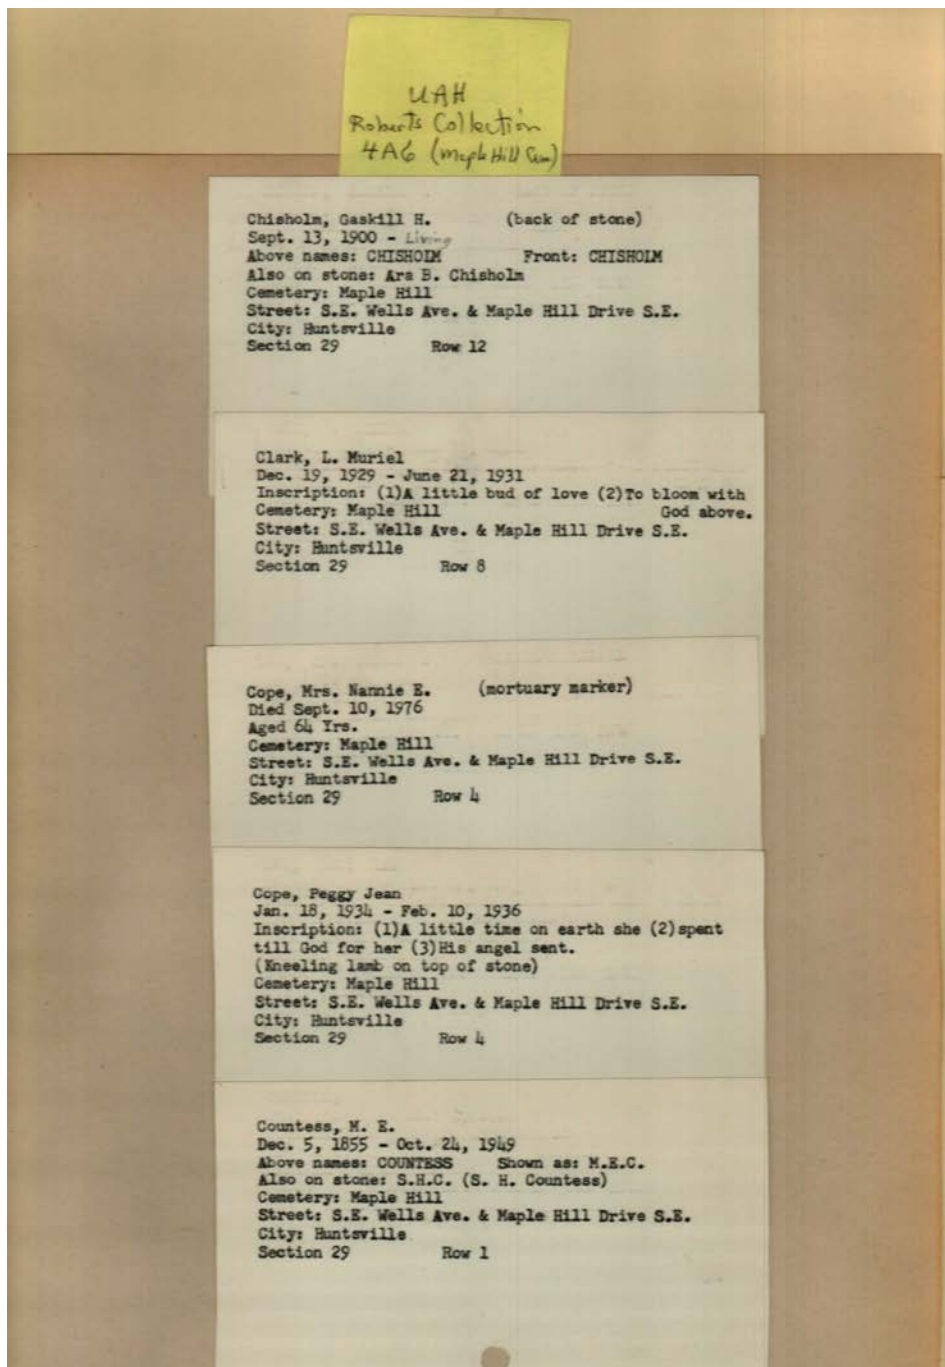 UAH
Roberts Collection
4A6 (Maple Hill Cem)
Chisholm, Gaskill H. (back of stone)
Sept. 13, 1900 - Living
Above names: CHISHOLM Front: CHISHOLM
Also on stone: Ara B. Chisholm
Cemetery: Maple Hill
Street: S.E. Wells Ave. & Maple Hill Drive S.E.
City: Huntsville
Section 29 Row 12
Clark, L. Muriel
Dec. 19, 1929 - June 21, 1931
Inscription: (1)A little bud of love (2)To bloom with
Cemetery: Maple Hill God above.
Street: S.E. Wells Ave. & Maple Hill Drive S.E.
City: Huntsville
Section 29 Row 8
Cope, Mrs. Nannie E. (mortuary marker)
Died Sept. 10, 1976
Aged 64 Yrs.
Cemetery: Maple Hill
Street: S.E. Wells Ave. & Maple Hill Drive S.E.
City: Huntsville
Section 29 Row 4
Cope, Peggy Jean
Jan. 18, 1934 - Feb. 10, 1936
Inscription: (1)A little time on earth she (2)spent
till God for her (3)His angel sent.
(Kneeling lamb on top of stone)
Cemetery: Maple Hill
Street: S.E. Wells Ave. & Maple Hill Drive S.E.
City: Huntsville
Section 29 Row 4
Countess, M. E.
Dec. 5, 1855 - Oct. 24, 1949
Above names: COUNTESS Shown as: M.E.C.
Also on stone: S.H.C. (S. H. Countess)
Cemetery: Maple Hill
Street: S.E. Wells Ave. & Maple Hill Drive S.E.
City: Huntsville
Section 29 Row 1